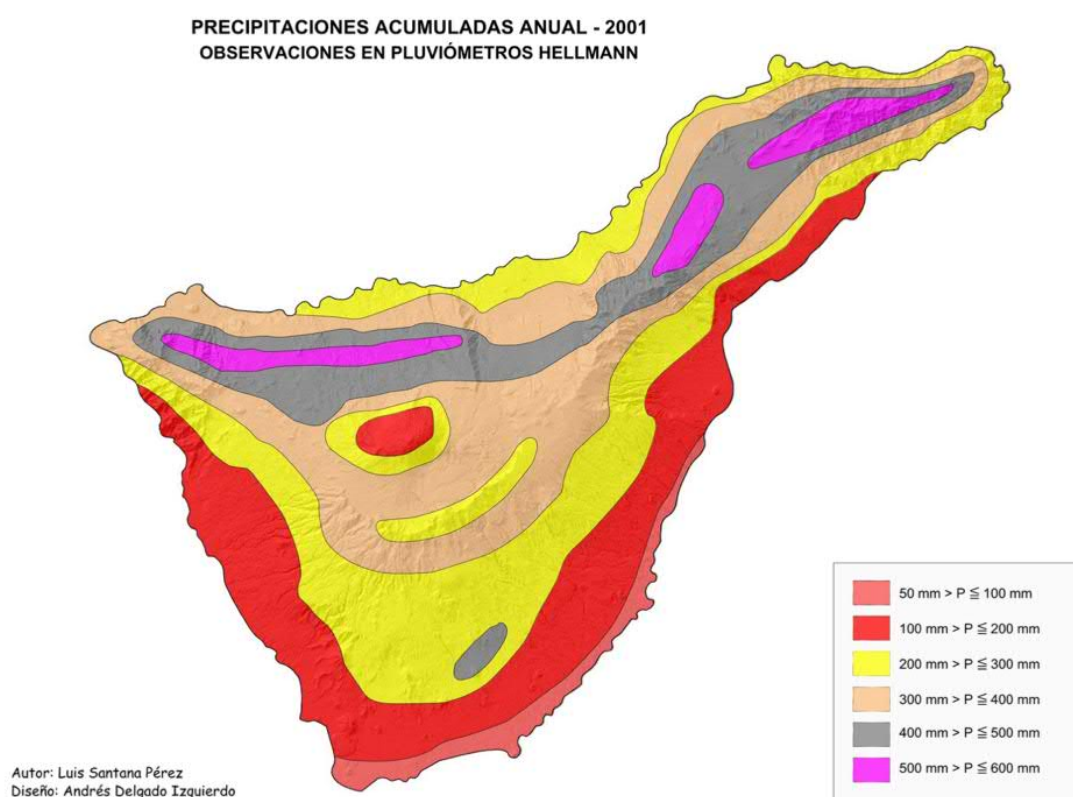 PRECIPITACIONES ACUMULADAS ANUAL - 2001
OBSERVACIONES EN PLUVIÓMETROS HELLMANN
50 mm > P ≦ 100 mm
100 mm > P ≦ 200 mm
200 mm > P ≦ 300 mm
300 mm > P ≦ 400 mm
400 mm > P ≦ 500 mm
500 mm > P ≦ 600 mm
Autor: Luis Santana Pérez
Diseño: Andrés Delgado Izquierdo